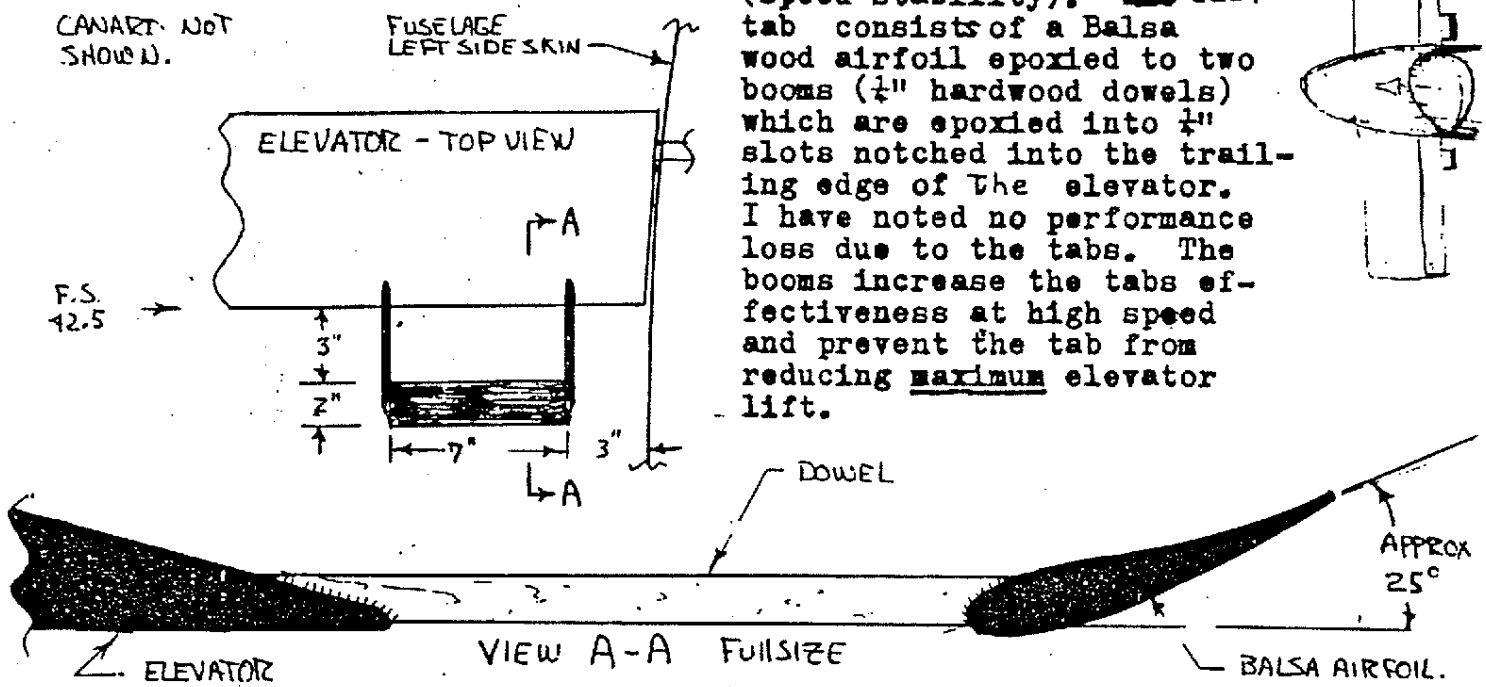 CANART. NOT
SHOWN.
FUSELAGE
LEFT SIDE SKIN
ELEVATOR - TOP VIEW
A
F.S.
42.5
3"
2"
7"
3"
A
(speed stability).
tab consists of a Balsa
wood airfoil epoxied to two
booms (¼" hardwood dowels)
which are epoxied into ¼"
slots notched into the trail-
ing edge of The elevator.
I have noted no performance
loss due to the tabs. The
booms increase the tabs ef-
fectiveness at high speed
and prevent the tab from
reducing maximum elevator
lift.
DOWEL
APPROX
25°
VIEW A-A FUllSIZE
ELEVATOR
BALSA AIRFOIL.